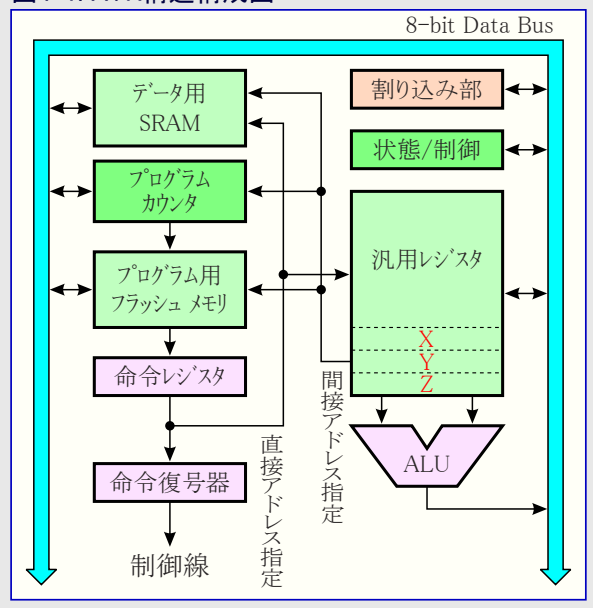 8-bit Data Bus
データ用
SRAM
割り込み部
状態/制御
プログラム
カウンタ
汎用レジスタ
プログラム用
フラッシュ メモリ
X
Y
Z
命令レジスタ
間接アドレス指定
直接アドレス指定
ALU
命令復号器
制御線